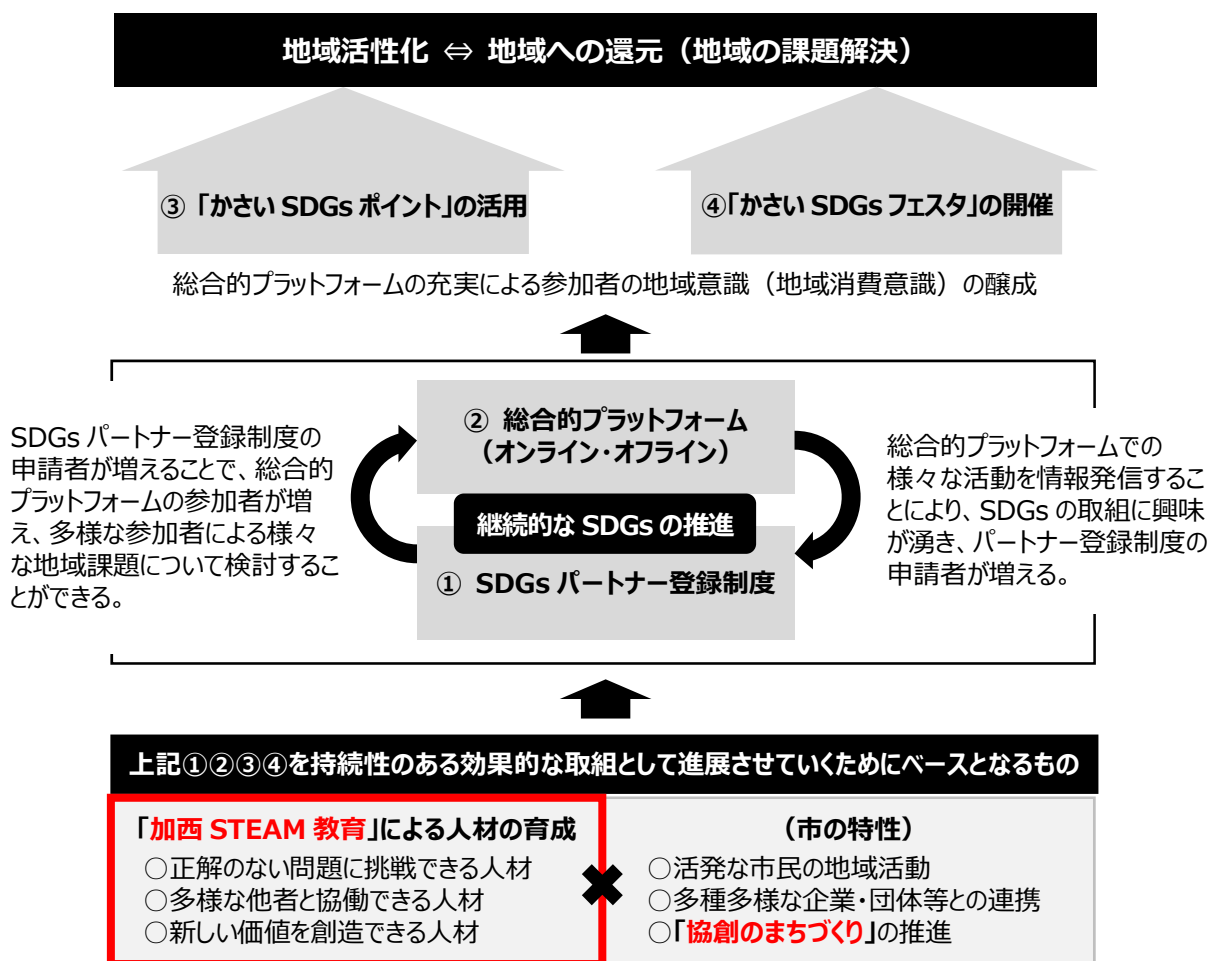 地域活性化 ⇔ 地域への還元（地域の課題解決）
③「かさい SDGs ポイント」の活用
④「かさい SDGs フェスタ」の開催
総合的プラットフォームの充実による参加者の地域意識（地域消費意識）の醸成
SDGs パートナー登録制度の
申請者が増えることで、総合的
プラットフォームの参加者が増
え、多様な参加者による様々
な地域課題について検討するこ
とができる。
② 総合的プラットフォーム
（オンライン・オフライン）
継続的な SDGs の推進
① SDGs パートナー登録制度
総合的プラットフォームでの
様々な活動を情報発信するこ
とにより、SDGs の取組に興味
が湧き、パートナー登録制度の
申請者が増える。
上記①②③④を持続性のある効果的な取組として進展させていくためにベースとなるもの
「加西 STEAM 教育」による人材の育成
○正解のない問題に挑戦できる人材
○多様な他者と協働できる人材
○新しい価値を創造できる人材
（市の特性）
○活発な市民の地域活動
○多種多様な企業・団体等との連携
○「協創のまちづくり」の推進